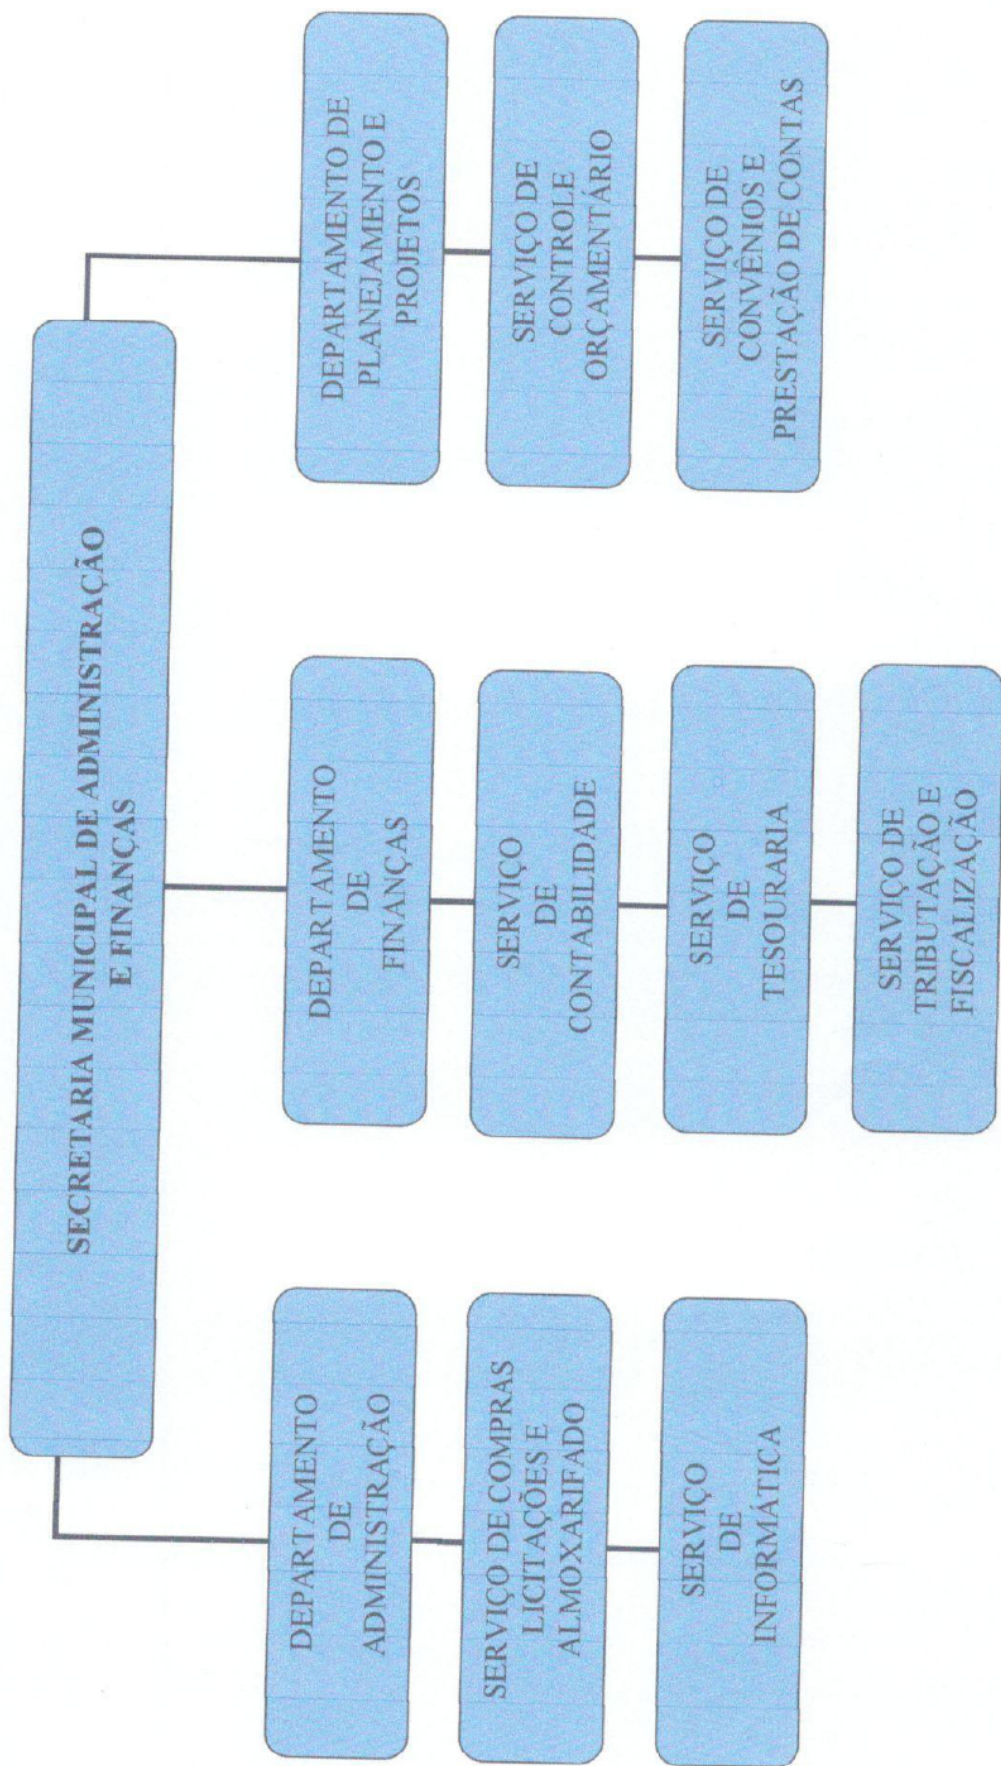 SECRETARIA MUNICIPAL DE ADMINISTRAÇÃO
E FINANÇAS
DEPARTAMENTO
DE
ADMINISTRAÇÃO
SERVIÇO DE COMPRAS
LICITAÇÕES E
ALMOXARIFADO
SERVIÇO
DE
INFORMÁTICA
DEPARTAMENTO
DE
FINANÇAS
SERVIÇO
DE
CONTABILIDADE
SERVIÇO
DE
TESOURARIA
SERVIÇO DE
TRIBUTAÇÃO E
FISCALIZAÇÃO
DEPARTAMENTO DE
PLANEJAMENTO E
PROJETOS
SERVIÇO DE
CONTROLE
ORÇAMENTÁRIO
SERVIÇO DE
CONVÊNIOS E
PRESTAÇÃO DE CONTAS